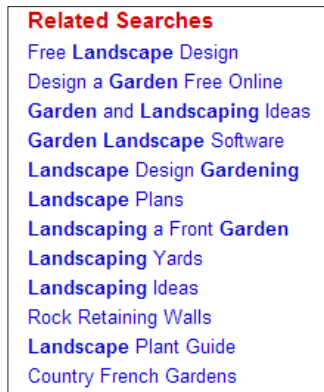 Related Searches
Free Landscape Design
Design a Garden Free Online
Garden and Landscaping Ideas
Garden Landscape Software
Landscape Design Gardening
Landscape Plans
Landscaping a Front Garden
Landscaping Yards
Landscaping Ideas
Rock Retaining Walls
Landscape Plant Guide
Country French Gardens